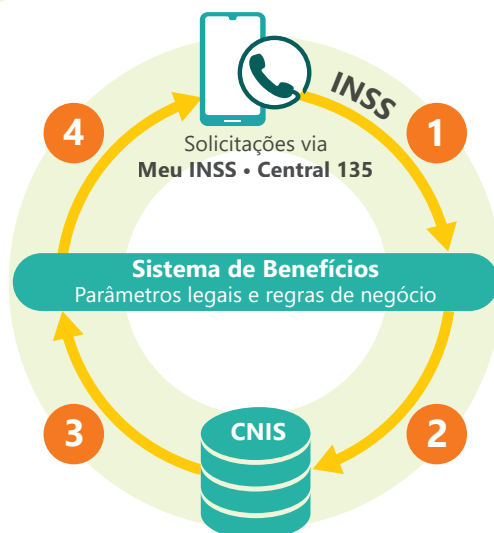 INSS
4
1
Solicitações via
Meu INSS • Central 135
Sistema de Benefícios
Parâmetros legais e regras de negócio
3
CNIS
2